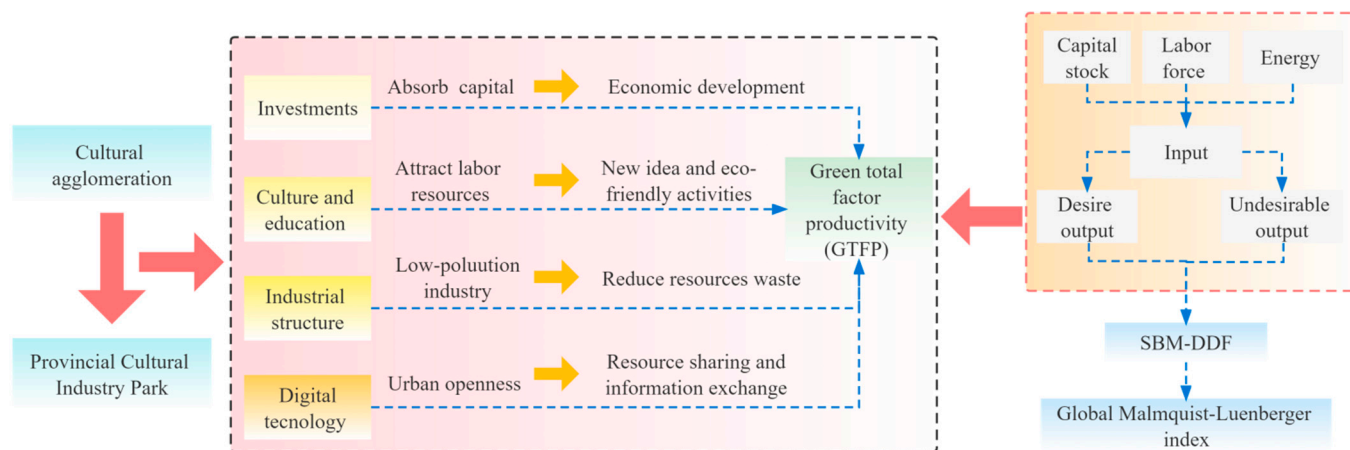 Cultural
agglomeration
Provincial Cultural
Industry Park
Investments
Absorb capital
Economic development
Culture and
education
Attract labor
resources
New idea and eco-
friendly activities
Industrial
structure
Low-poluution
industry
Reduce resources waste
Digital
tecnology
Urban openness
Resource sharing and
information exchange
Green total
factor
productivity
(GTFP)
Capital
stock
Labor
force
Energy
Input
Desire
output
Undesirable
output
SBM-DDF
Global Malmquist-Luenberger
index